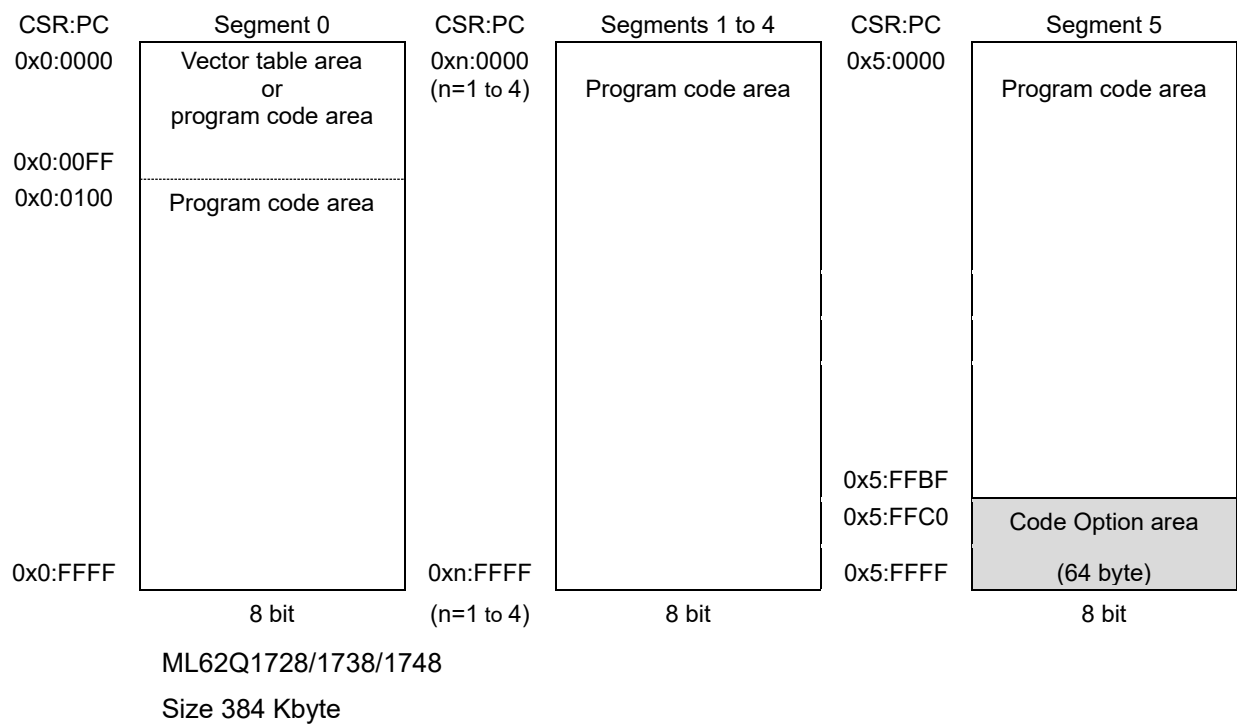 CSR:PC Segment 0 CSR:PC Segments 1 to 4 CSR:PC Segment 5
0x0:0000 Vector table area 0xn:0000 0x5:0000
or (n=1 to 4) Program code area Program code area
program code area
0x0:00FF
0x0:0100 Program code area
0x5:FFBF
0x5:FFC0 Code Option area
0x0:FFFF 0xn:FFFF 0x5:FFFF (64 byte)
8 bit (n=1 to 4) 8 bit 8 bit
ML62Q1728/1738/1748
Size 384 Kbyte